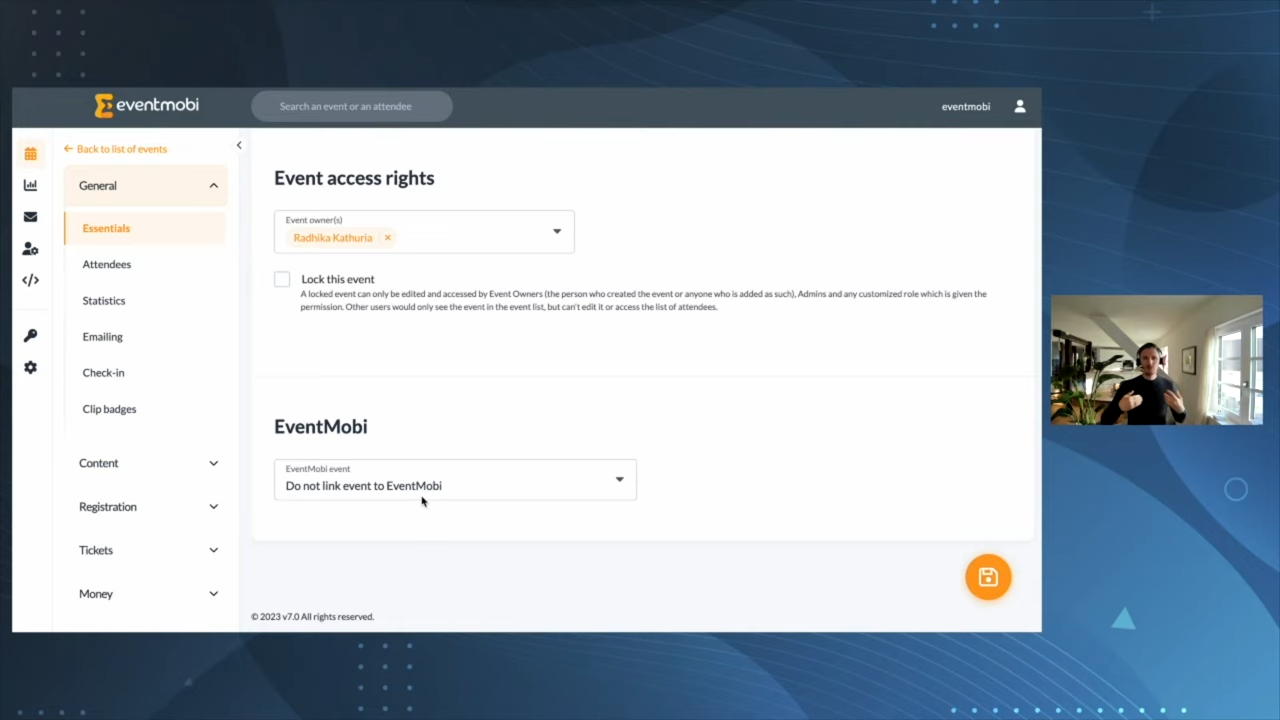 eventmobi
Search an event or an attendee
eventmobi
Back to list of events
General
Essentials
Attendees
Statistics
Emailing
Check-in
Clip badges
Content
Registration
Tickets
Money
Event access rights
Event owner(s)
Radhika Kathuria
Lock this event
A locked event can only be edited and accessed by Event Owners (the person who created the event or anyone who is added as such), Admins and any customized role which is given the
permission. Other users would only see the event in the event list, but can't edit it or access the list of attendees.
EventMobi
EventMobi event
Do not link event to EventMobi
© 2023 v7.0 All rights reserved.